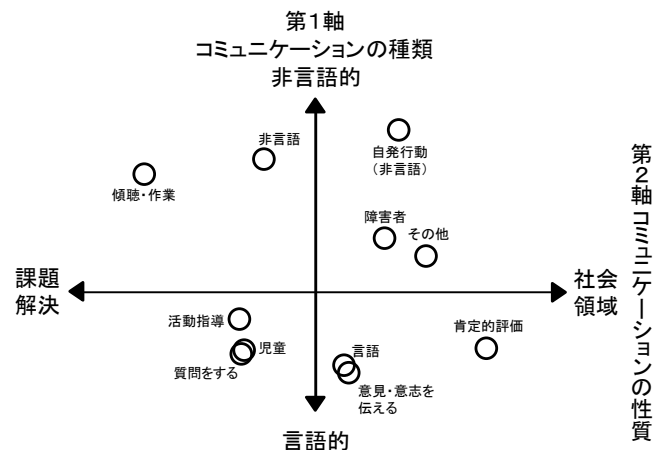 第1軸
コミュニケーションの種類
非言語的
非言語
自発行動
（非言語）
傾聴・作業
障害者
その他
課題
解決
社会
領域
第2軸 コミュニケーションの性質
活動指導
児童
質問をする
言語
意見・意志を
伝える
肯定的評価
言語的